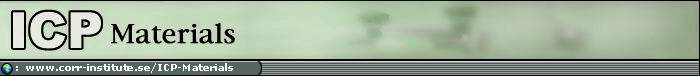 ICP Materials
: www.corr-institute.se/ICP-Materials